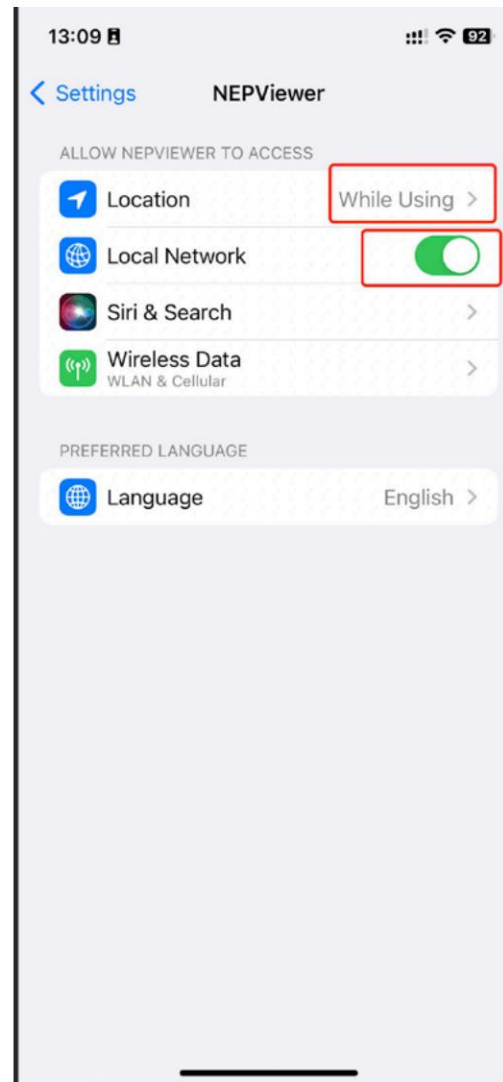 13:09
92
Settings
NEPViewer
ALLOW NEPVIEWER TO ACCESS
Location While Using
Local Network
Siri & Search
Wireless Data
WLAN & Cellular
PREFERRED LANGUAGE
Language English